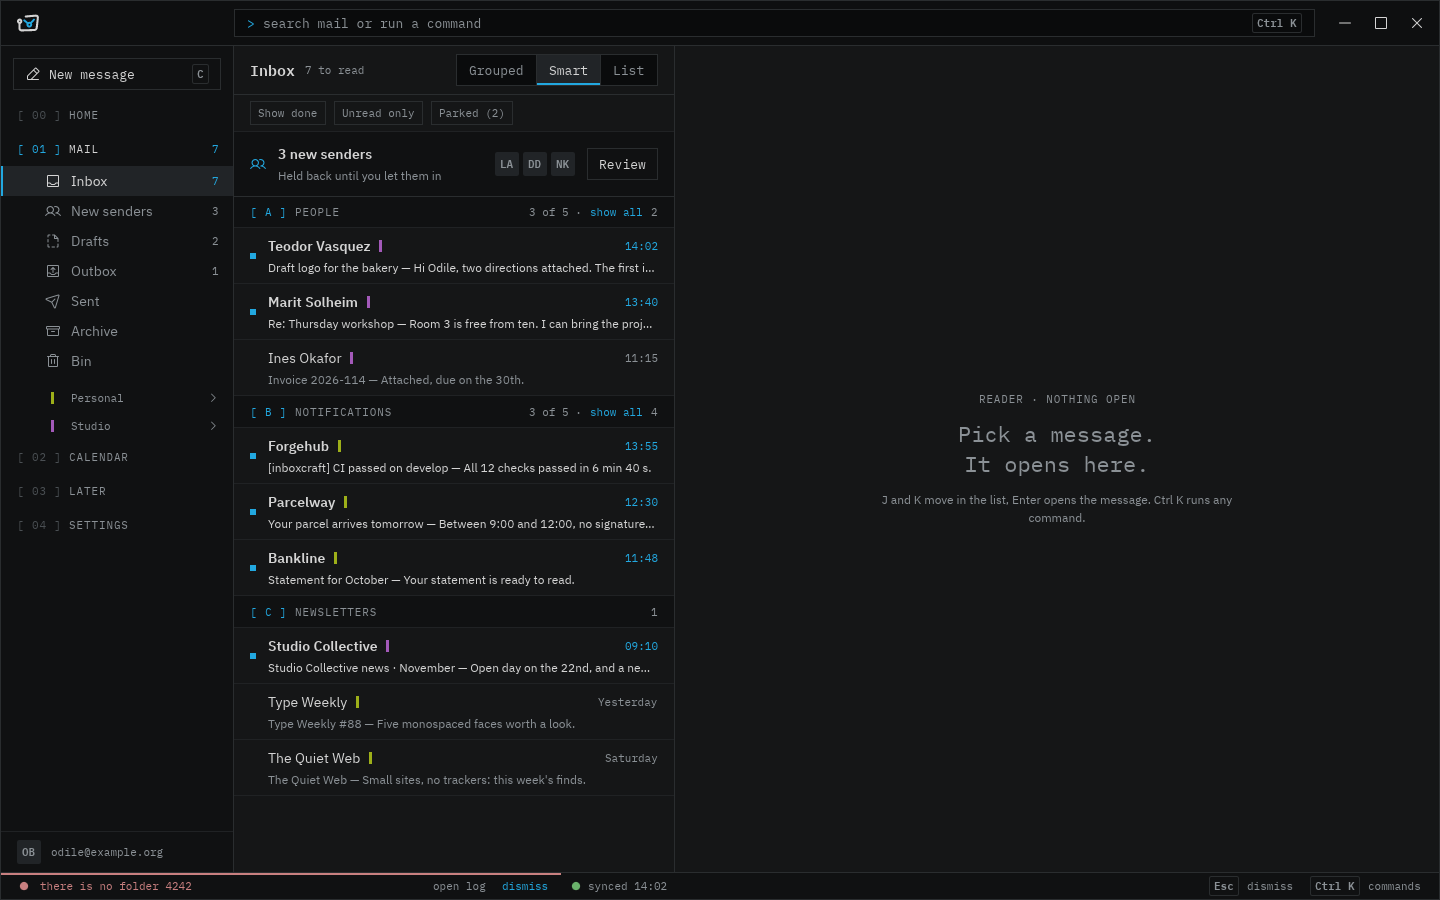 > search mail or run a command Ctrl K
New message C
[ 00 ] HOME
[ 01 ] MAIL 7
Inbox 7
New senders 3
Drafts 2
Outbox 1
Sent
Archive
Bin
Personal
Studio
[ 02 ] CALENDAR
[ 03 ] LATER
[ 04 ] SETTINGS
OB odile@example.org
Inbox 7 to read Grouped Smart List
Show done Unread only Parked (2)
3 new senders
Held back until you let them in
LA DD NK Review
[ A ] PEOPLE 3 of 5 · show all 2
Teodor Vasquez 14:02
Draft logo for the bakery — Hi Odile, two directions attached. The first i…
Marit Solheim 13:40
Re: Thursday workshop — Room 3 is free from ten. I can bring the proj…
Ines Okafor 11:15
Invoice 2026-114 — Attached, due on the 30th.
[ B ] NOTIFICATIONS 3 of 5 · show all 4
Forgehub 13:55
[inboxcraft] CI passed on develop — All 12 checks passed in 6 min 40 s.
Parcelway 12:30
Your parcel arrives tomorrow — Between 9:00 and 12:00, no signature…
Bankline 11:48
Statement for October — Your statement is ready to read.
[ C ] NEWSLETTERS 1
Studio Collective 09:10
Studio Collective news · November — Open day on the 22nd, and a ne…
Type Weekly Yesterday
Type Weekly #88 — Five monospaced faces worth a look.
The Quiet Web Saturday
The Quiet Web — Small sites, no trackers: this week's finds.
READER · NOTHING OPEN
Pick a message.
It opens here.
J and K move in the list, Enter opens the message. Ctrl K runs any
command.
there is no folder 4242 open log dismiss synced 14:02 Esc dismiss Ctrl K commands